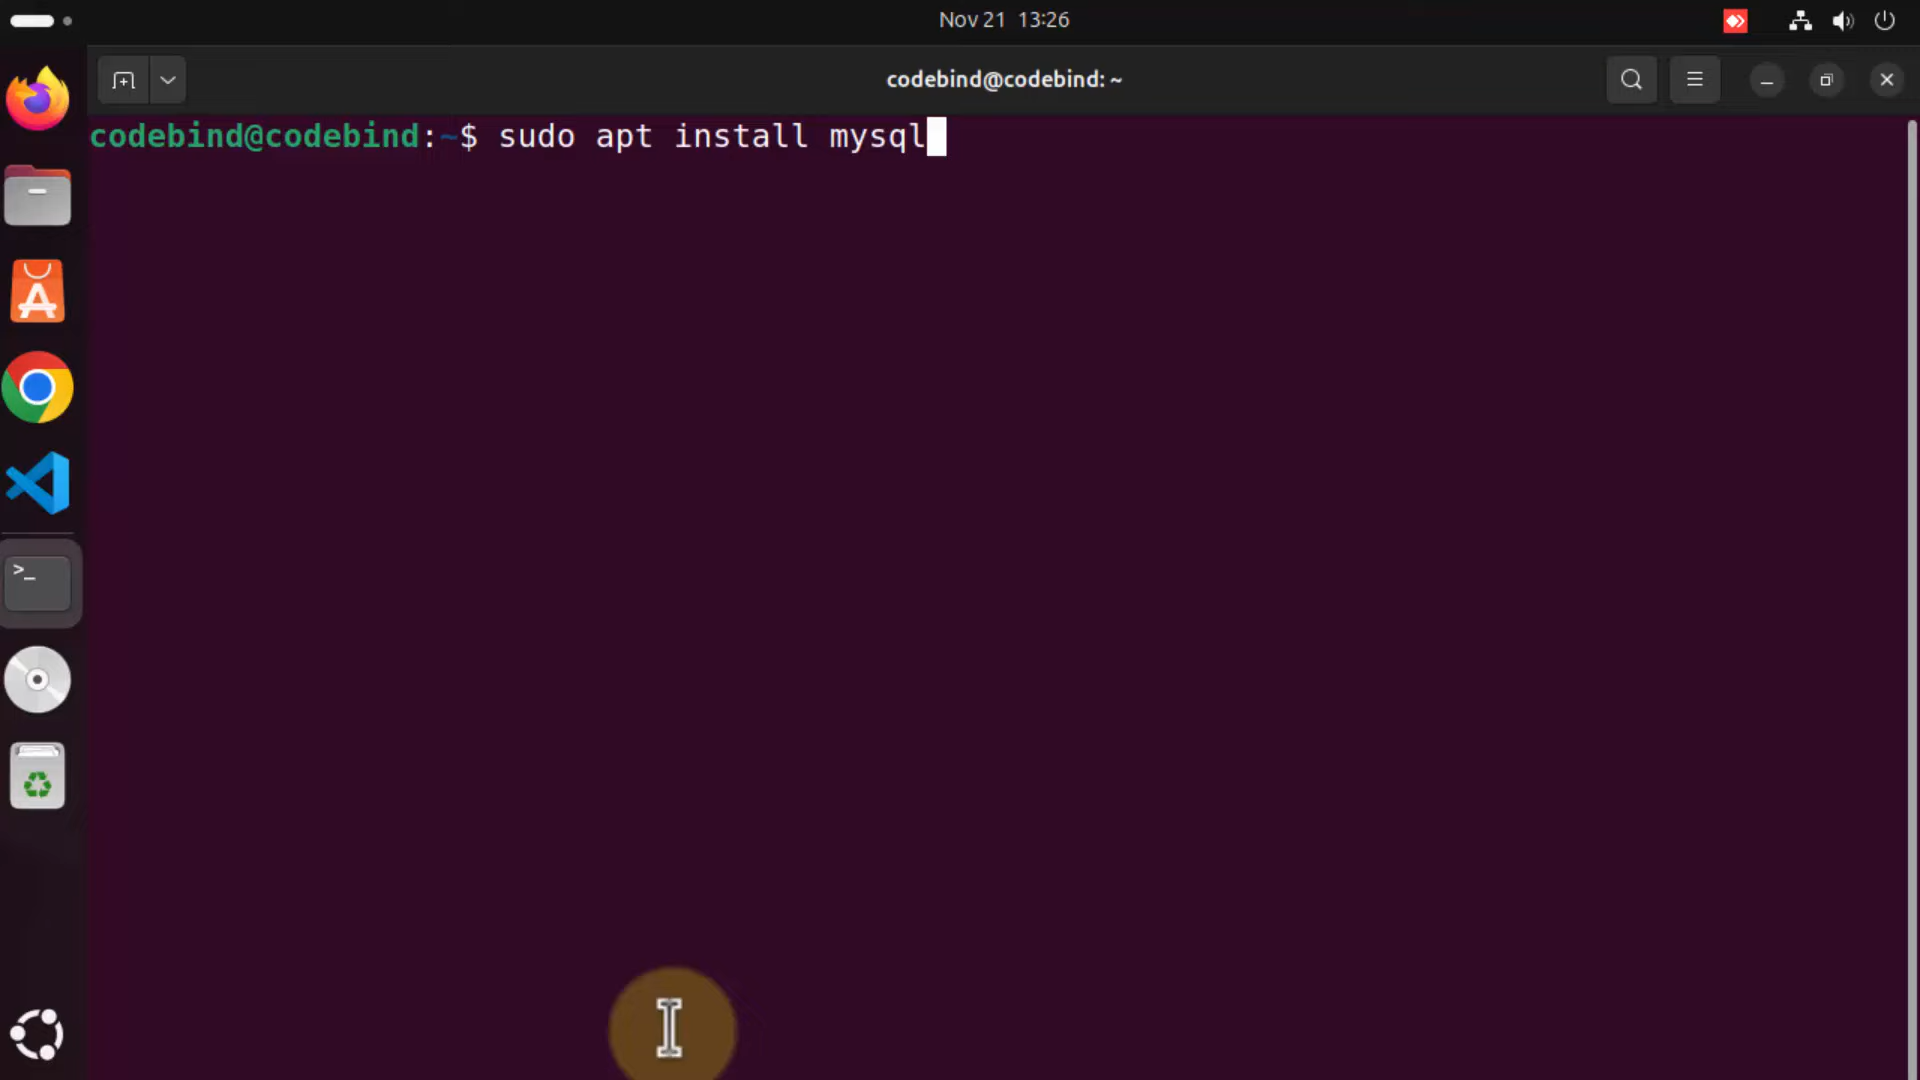 Nov 21 13:26
codebind@codebind: ~
codebind@codebind:~$ sudo apt install mysql
>_